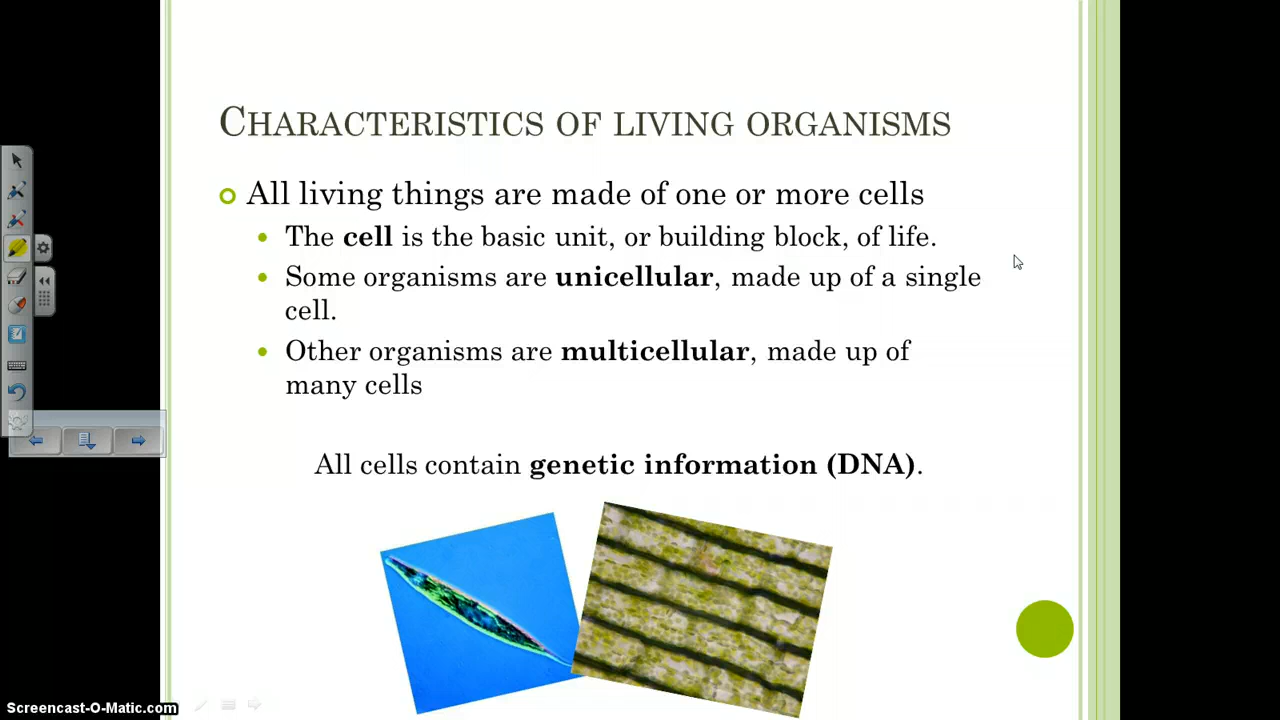 CHARACTERISTICS OF LIVING ORGANISMS
All living things are made of one or more cells
The cell is the basic unit, or building block, of life.
Some organisms are unicellular, made up of a single
cell.
Other organisms are multicellular, made up of
many cells
All cells contain genetic information (DNA).
Screencast-O-Matic.com